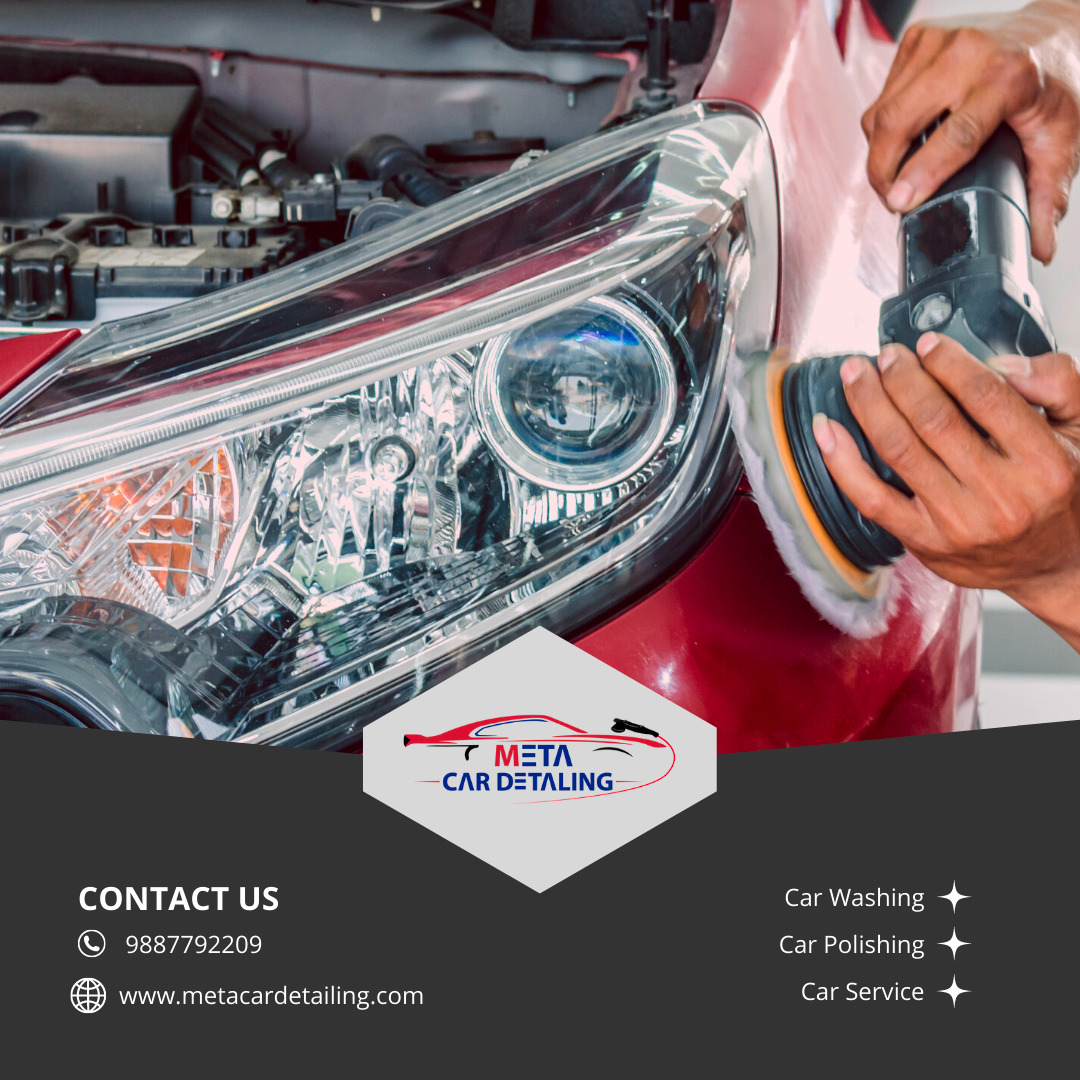 META
CAR DETALING
CONTACT US
9887792209
www.metacardetailing.com
Car Washing
Car Polishing
Car Service